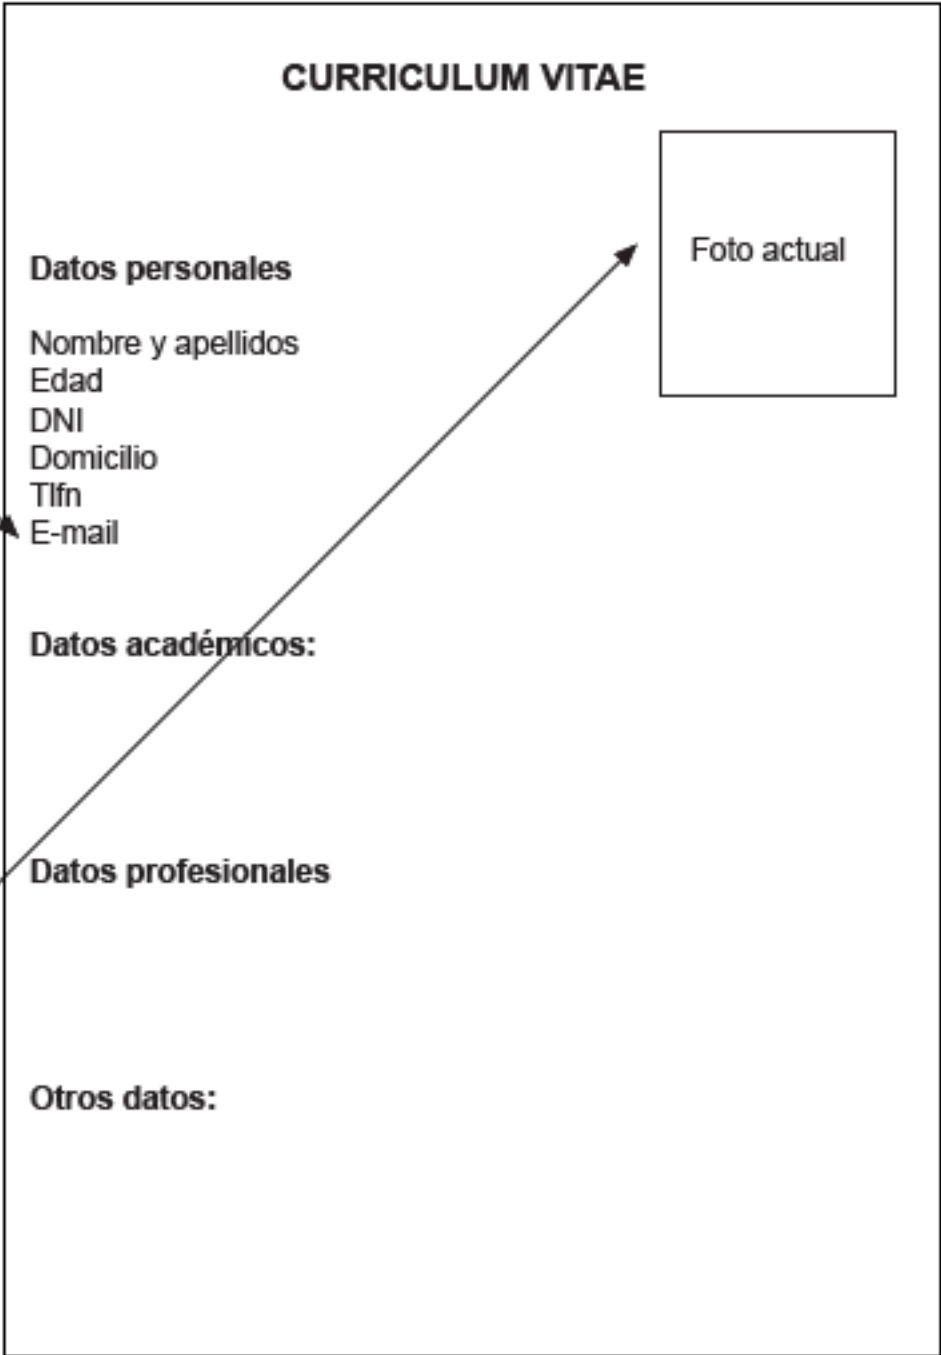 CURRICULUM VITAE
Foto actual
Datos personales
Nombre y apellidos
Edad
DNI
Domicilio
Tlfn
E-mail
Datos académicos:
Datos profesionales
Otros datos: